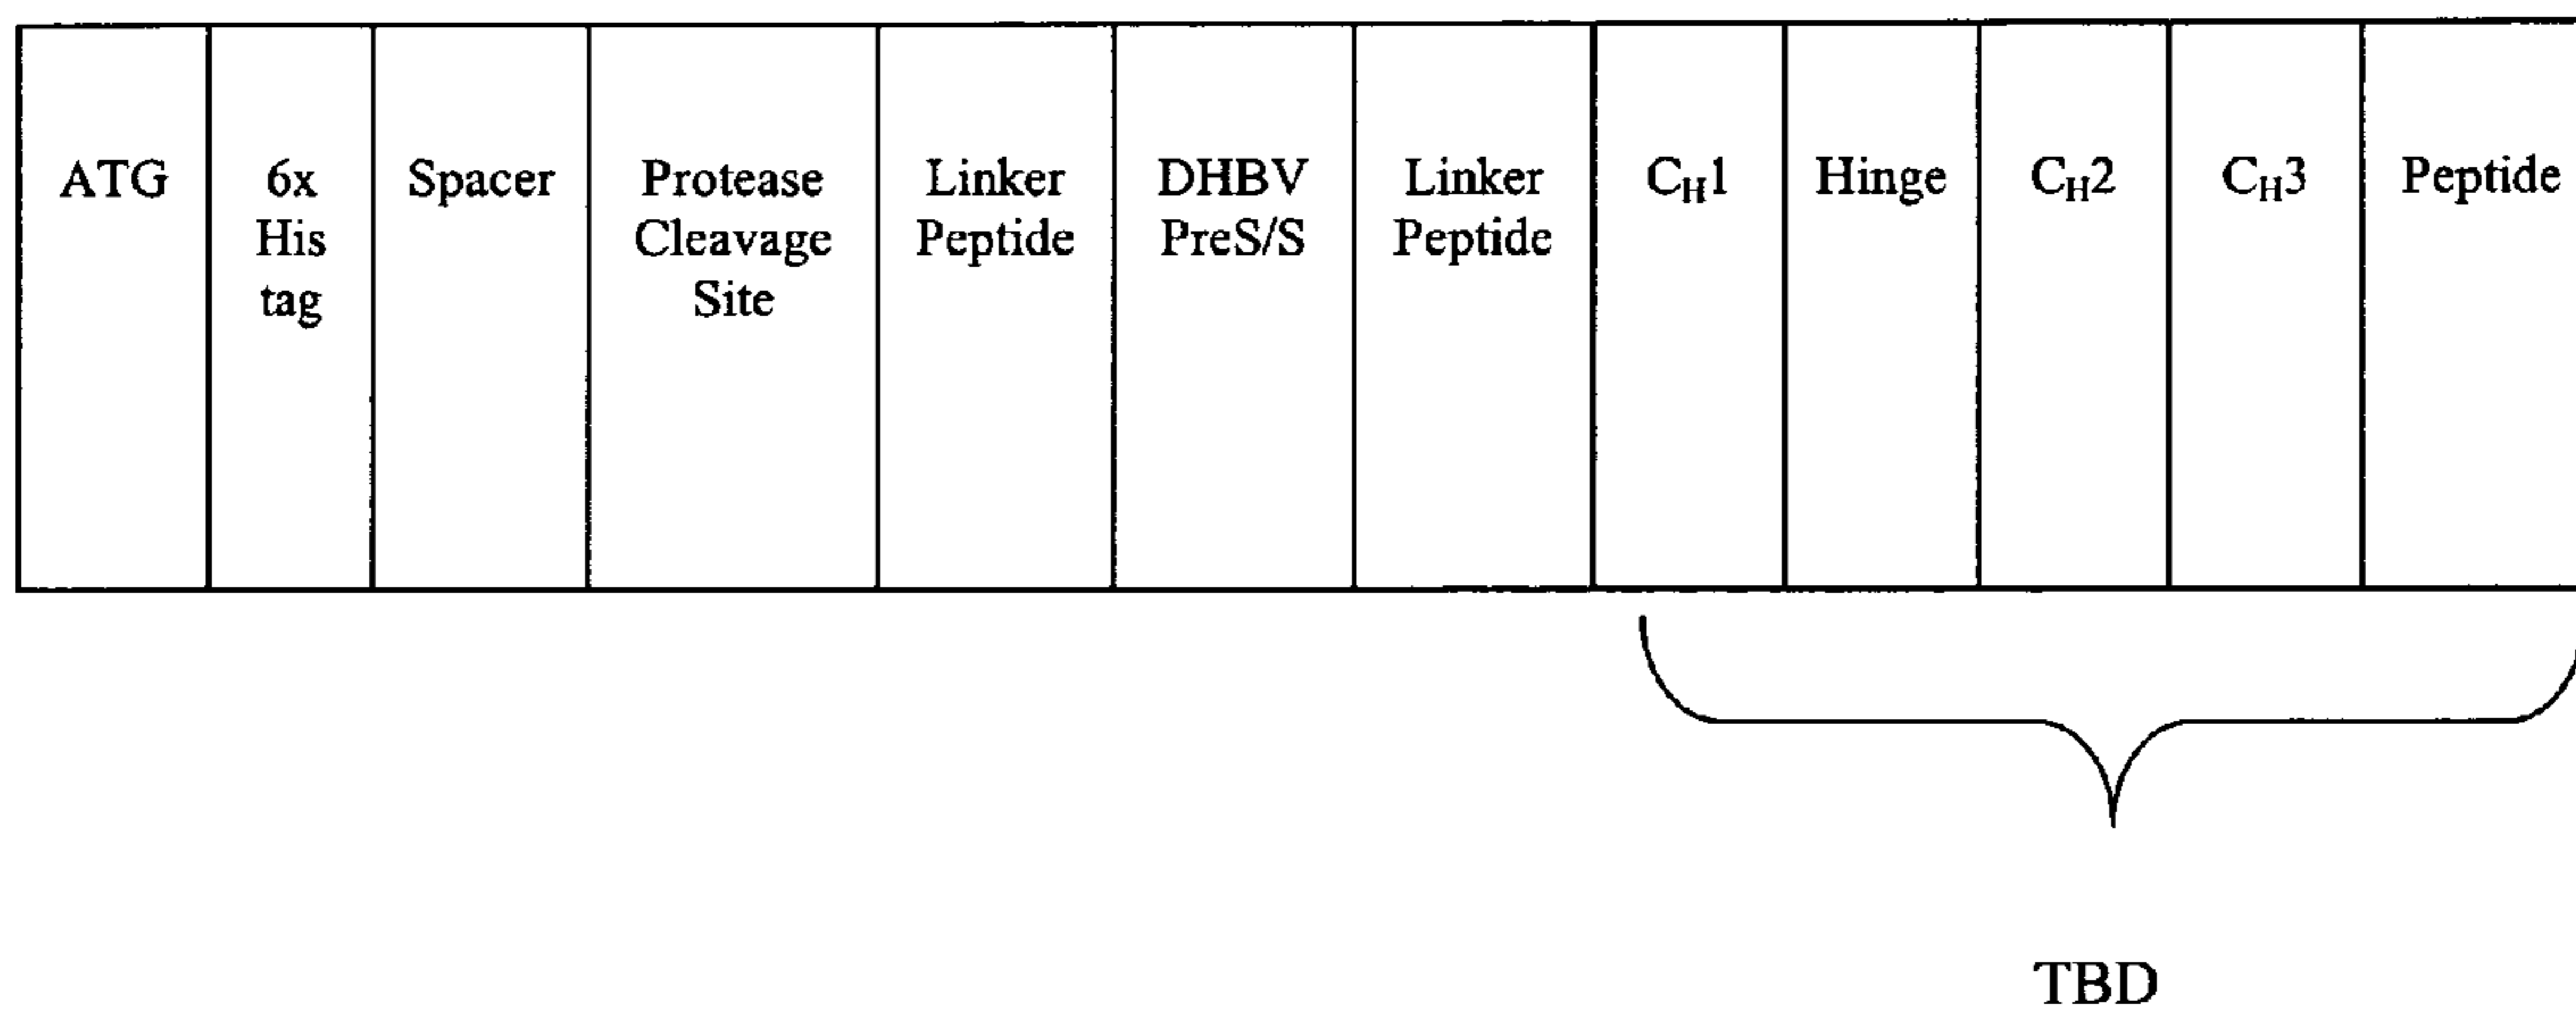 ATG
6x
His
tag
Spacer
Protease
Cleavage
Site
Linker
Peptide
DHBV
PreS/S
Linker
Peptide
CH1
Hinge
CH2
CH3
Peptide
TBD